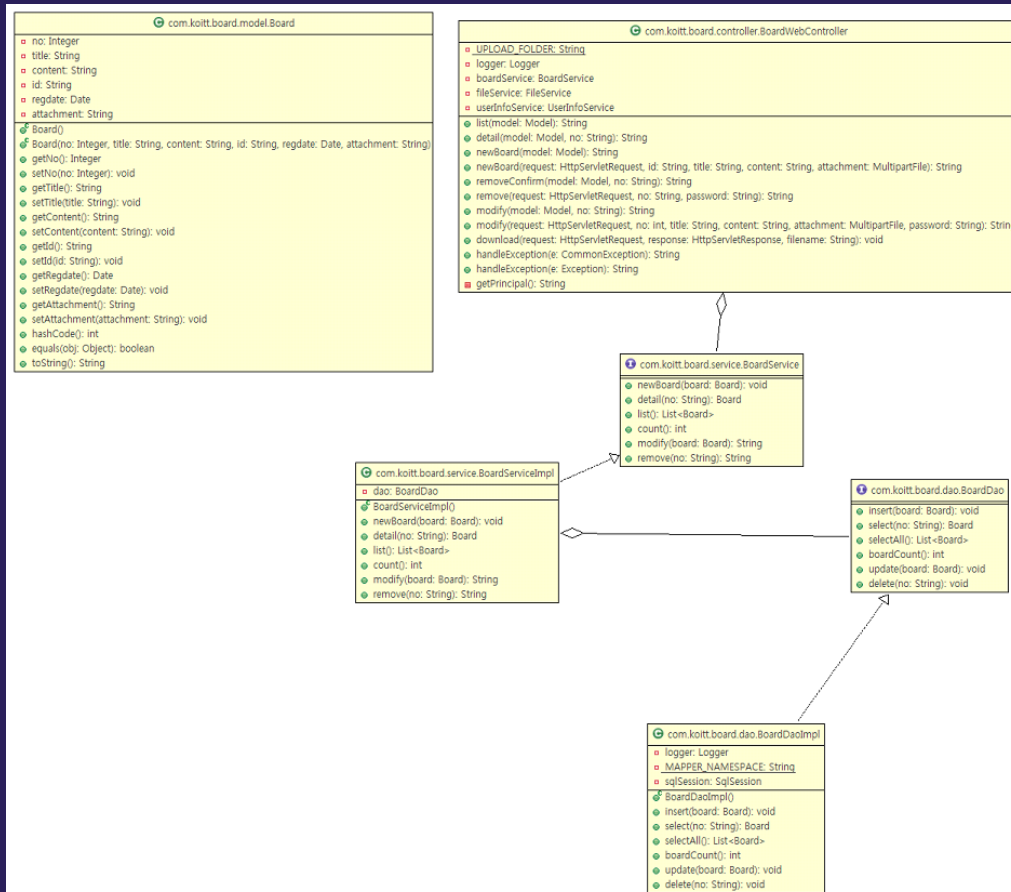 com.koitt.board.model.Board
no: Integer
title: String
content: String
id: String
regdate: Date
attachment: String
Board()
Board(no: Integer, title: String, content: String, id: String, regdate: Date, attachment: String)
getNo(): Integer
setNo(no: Integer): void
getTitle(): String
setTitle(title: String): void
getContent(): String
setContent(content: String): void
getId(): String
setId(id: String): void
getRegdate(): Date
setRegdate(regdate: Date): void
getAttachment(): String
setAttachment(attachment: String): void
hashCode(): int
equals(obj: Object): boolean
toString(): String
com.koitt.board.controller.BoardWebController
UPLOAD_FOLDER: String
logger: Logger
boardService: BoardService
fileService: FileService
userInfoService: UserInfoService
list(model: Model): String
detail(model: Model, no: String): String
newBoard(model: Model): String
newBoard(request: HttpServletRequest, id: String, title: String, content: String, attachment: MultipartFile): String
removeConfirm(model: Model, no: String): String
remove(request: HttpServletRequest, no: String, password: String): String
modify(model: Model, no: String): String
modify(request: HttpServletRequest, no: int, title: String, content: String, attachment: MultipartFile, password: String): Strin
download(request: HttpServletRequest, response: HttpServletResponse, filename: String): void
handleException(e: CommonException): String
handleException(e: Exception): String
getPrincipal(): String
com.koitt.board.service.BoardService
newBoard(board: Board): void
detail(no: String): Board
list(): List<Board>
count(): int
modify(board: Board): String
remove(no: String): String
com.koitt.board.service.BoardServiceImpl
dao: BoardDao
BoardServiceImpl()
newBoard(board: Board): void
detail(no: String): Board
list(): List<Board>
count(): int
modify(board: Board): String
remove(no: String): String
com.koitt.board.dao.BoardDao
insert(board: Board): void
select(no: String): Board
selectAll(): List<Board>
boardCount(): int
update(board: Board): void
delete(no: String): void
com.koitt.board.dao.BoardDaoImpl
logger: Logger
MAPPER_NAMESPACE: String
sqlSession: SqlSession
BoardDaoImpl()
insert(board: Board): void
select(no: String): Board
selectAll(): List<Board>
boardCount(): int
update(board: Board): void
delete(no: String): void